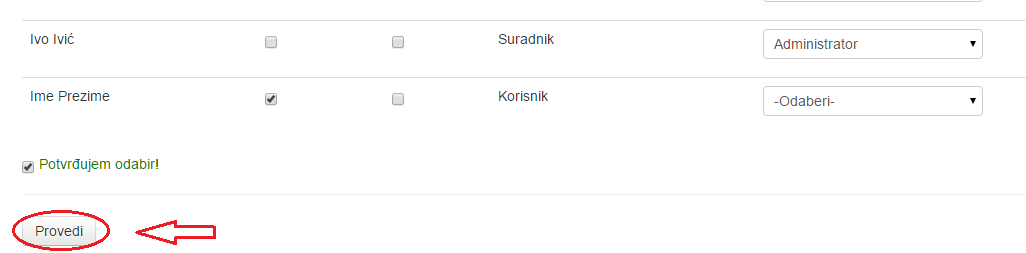 Ivo Ivić Suradnik Administrator
Ime Prezime Korisnik -Odaberi-
Potvrđujem odabir!
Provedi